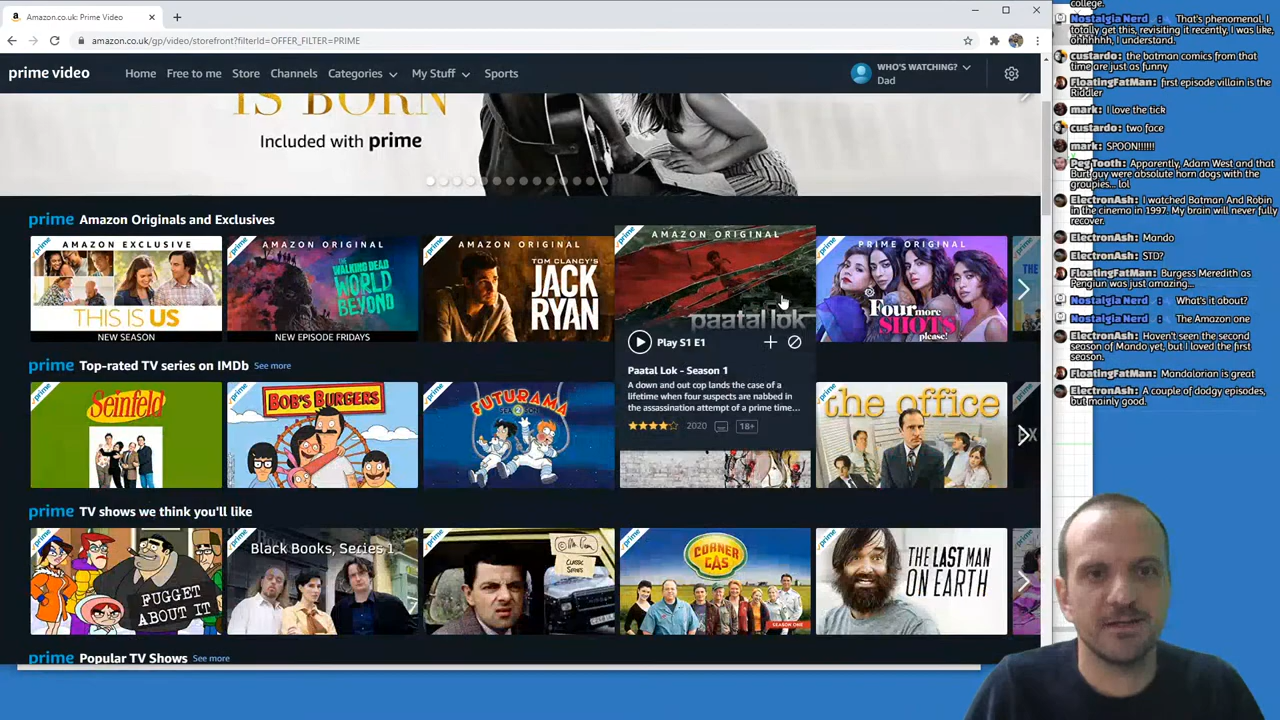 Amazon.co.uk: Prime Video
amazon.co.uk/gp/video/storefront?filterId=OFFER_FILTER=PRIME
prime video
Home
Free to me
Store
Channels
Categories
My Stuff
Sports
WHO'S WATCHING?
Dad
IS BORN
Included with prime
prime Amazon Originals and Exclusives
AMAZON EXCLUSIVE
THIS IS US
NEW SEASON
AMAZON ORIGINAL
THE WALKING DEAD
WORLD
BEYOND
NEW EPISODE FRIDAYS
AMAZON ORIGINAL
TOM CLANCY'S
JACK
RYAN
AMAZON ORIGINAL
paatal lok
Play S1 E1
Paatal Lok - Season 1
A down and out cop lands the case of a
lifetime when four suspects are nabbed in
the assassination attempt of a prime time...
2020
18+
PRIME ORIGINAL
Four more
SHOTS
please!
prime Top-rated TV series on IMDb See more
Seinfeld
BOB'S BURGERS
FUTURAMA
SEASON 2
the office
prime TV shows we think you'll like
FUGGET
ABOUT IT
Black Books, Series 1
CLASSIC
SERIES
CORNER
GAS
SEASON ONE
THE LAST MAN
ON EARTH
prime Popular TV Shows See more
college.
Nostalgia Nerd : That's phenomenal, I
totally get this, revisiting it recently, I was like,
ohhhhhh, I understand.
custardo: the batman comics from that
time are just as funny
FloatingFatMan: first episode villain is the
Riddler
mark: I love the tick
custardo: two face
mark: SPOON!!!!!!
PegTooth: Apparently, Adam West and that
Burt guy were absolute horn dogs with the
groupies... lol
ElectronAsh: I watched Batman And Robin
in the cinema in 1997. My brain will never fully
recover.
ElectronAsh: Mando
ElectronAsh: STD?
FloatingFatMan: Burgess Meredith as
Pengiun was just amazing...
Nostalgia Nerd : What's it about?
Nostalgia Nerd : The Amazon one
ElectronAsh: Haven't seen the second
season of Mando yet, but I loved the first
season.
FloatingFatMan: Mandalorian is great
ElectronAsh: A couple of dodgy episodes,
but mainly good.